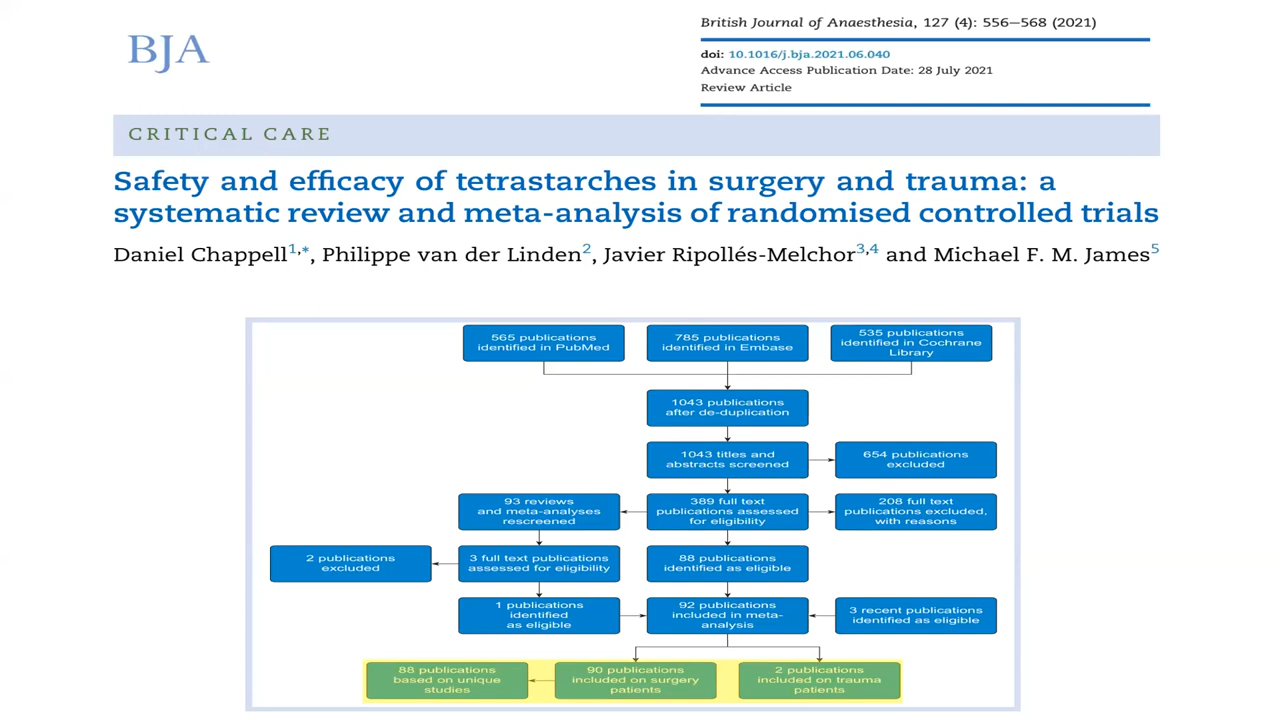 British Journal of Anaesthesia, 127 (4): 556–568 (2021)
BJA
doi: 10.1016/j.bja.2021.06.040
Advance Access Publication Date: 28 July 2021
Review Article
CRITICAL CARE
Safety and efficacy of tetrastarches in surgery and trauma: a
systematic review and meta-analysis of randomised controlled trials
Daniel Chappell1,*, Philippe van der Linden2, Javier Ripollés-Melchor3,4 and Michael F. M. James5
565 publications
identified in PubMed
785 publications
identified in Embase
535 publications
identified in Cochrane
Library
1043 publications
after de-duplication
1043 titles and
abstracts screened
654 publications
excluded
93 reviews
and meta-analyses
rescreened
389 full text
publications assessed
for eligibility
208 full text
publications excluded,
with reasons
2 publications
excluded
3 full text publications
assessed for eligibility
88 publications
identified as eligible
1 publications
identified
as eligible
92 publications
included in meta-
analysis
3 recent publications
identified as eligible
88 publications
based on unique
studies
90 publications
included on surgery
patients
2 publications
included on trauma
patients